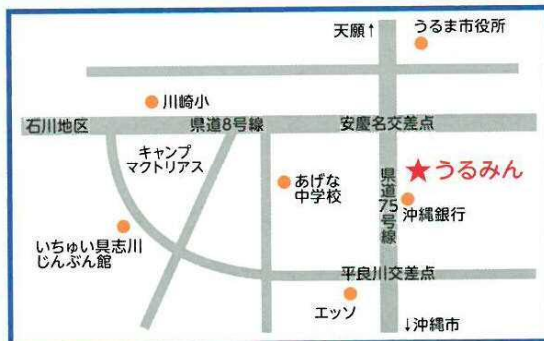 天願↑
うるま市役所
川崎小
石川地区
県道8号線
安慶名交差点
キャンプ
マクトリアス
あげな
中学校
県道75号線
★うるみん
沖縄銀行
いちゅい具志川
じんぶん館
平良川交差点
エッソ
↓沖縄市